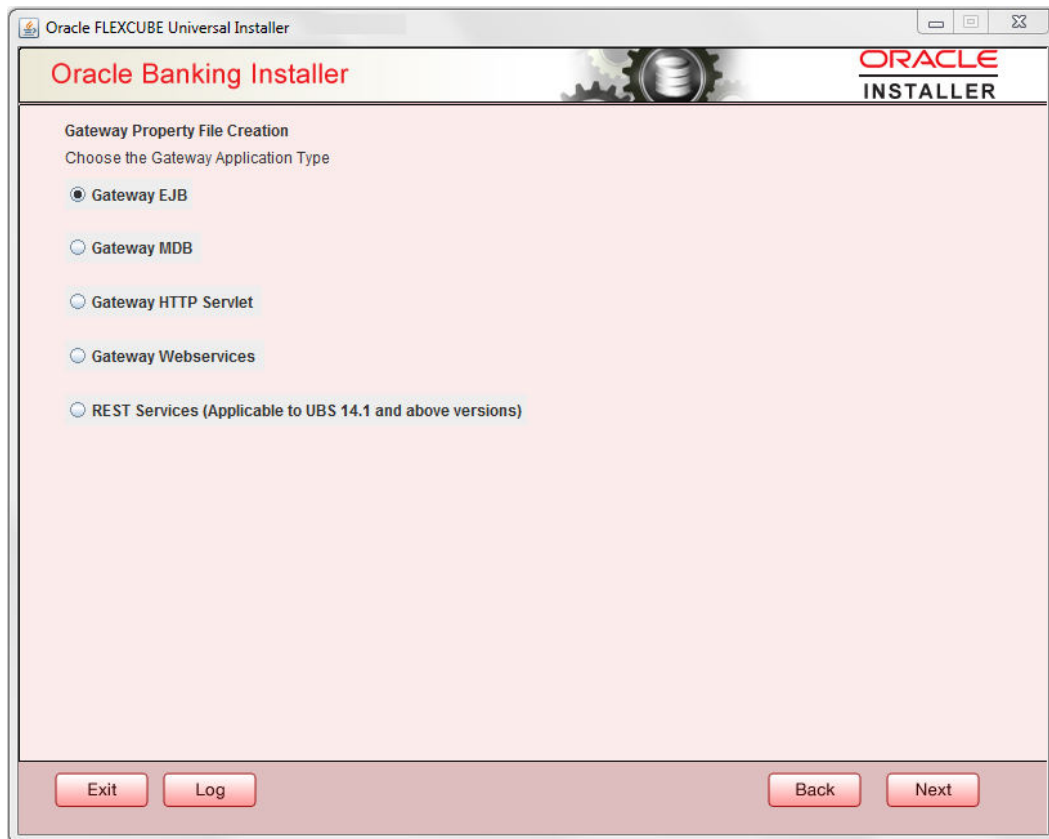 Oracle FLEXCUBE Universal Installer
Oracle Banking Installer
ORACLE
INSTALLER
Gateway Property File Creation
Choose the Gateway Application Type
Gateway EJB
Gateway MDB
Gateway HTTP Servlet
Gateway Webservices
REST Services (Applicable to UBS 14.1 and above versions)
Exit Log Back Next